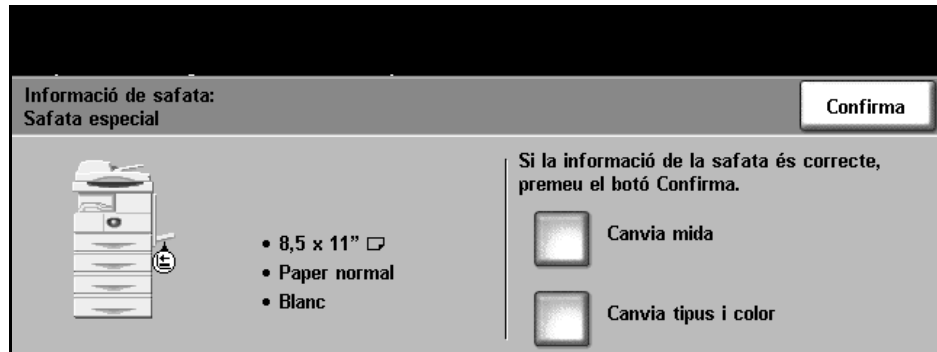 Informació de safata:
Safata especial
Confirma
Si la informació de la safata és correcte,
premeu el botó Confirma.
• 8,5 x 11”
• Paper normal
• Blanc
Canvia mida
Canvia tipus i color